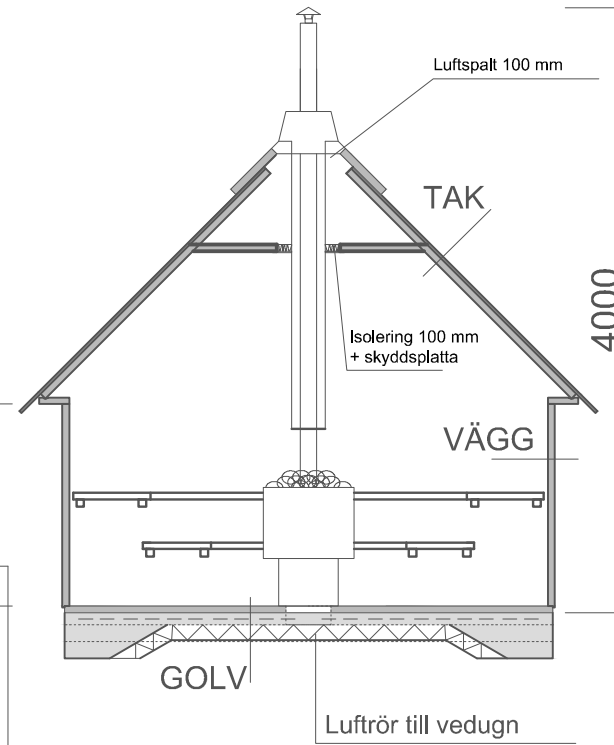 Luftspalt 100 mm
TAK
4000
Isolering 100 mm
+ skyddsplatta
VÄGG
GOLV
Luftrör till vedugn